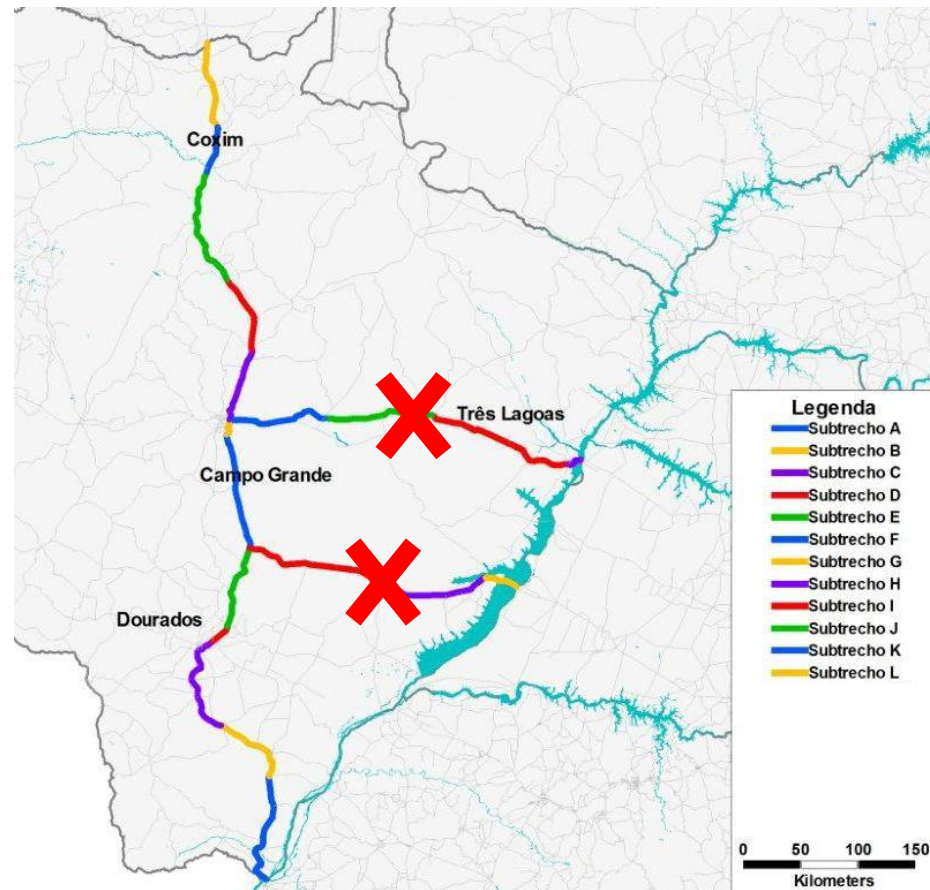 Coxim
Três Lagoas
Campo Grande
Dourados
Legenda
Subtrecho A
Subtrecho B
Subtrecho C
Subtrecho D
Subtrecho E
Subtrecho F
Subtrecho G
Subtrecho H
Subtrecho I
Subtrecho J
Subtrecho K
Subtrecho L
0 50 100 150
Kilometers